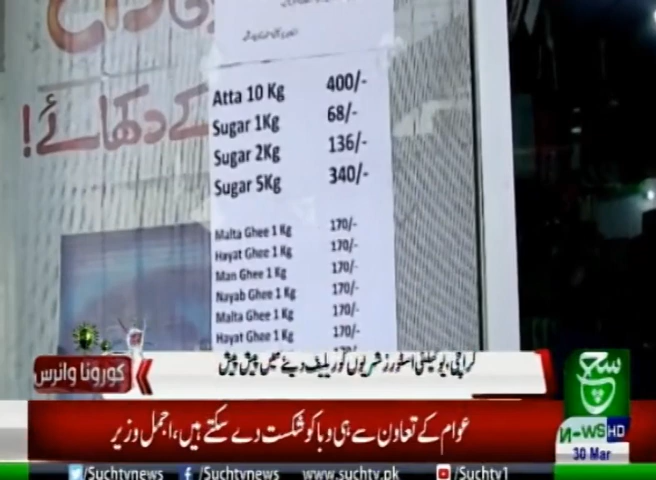 کے دکھائے!
Atta 10 Kg 400/-
Sugar 1Kg 68/-
Sugar 2Kg 136/-
Sugar 5Kg 340/-
Malta Ghee 1 Kg 170/-
Hayat Ghee 1 Kg 170/-
Man Ghee 1 Kg 170/-
Nayab Ghee 1 Kg 170/-
Malta Ghee 1 Kg 170/-
Hayat Ghee 1 Kg 170/-
کراچی، یوٹیلٹی اسٹورز شہریوں کو ریلیف دینے میں پیش پیش
کورونا وائرس
سچ
عوام کے تعاون سے ہی وبا کو شکست دے سکتے ہیں، اجمل وزیر
N-WS HD
30 Mar
/Suchtvnews /Suchtvnews www.suchtv.pk /Suchtv1